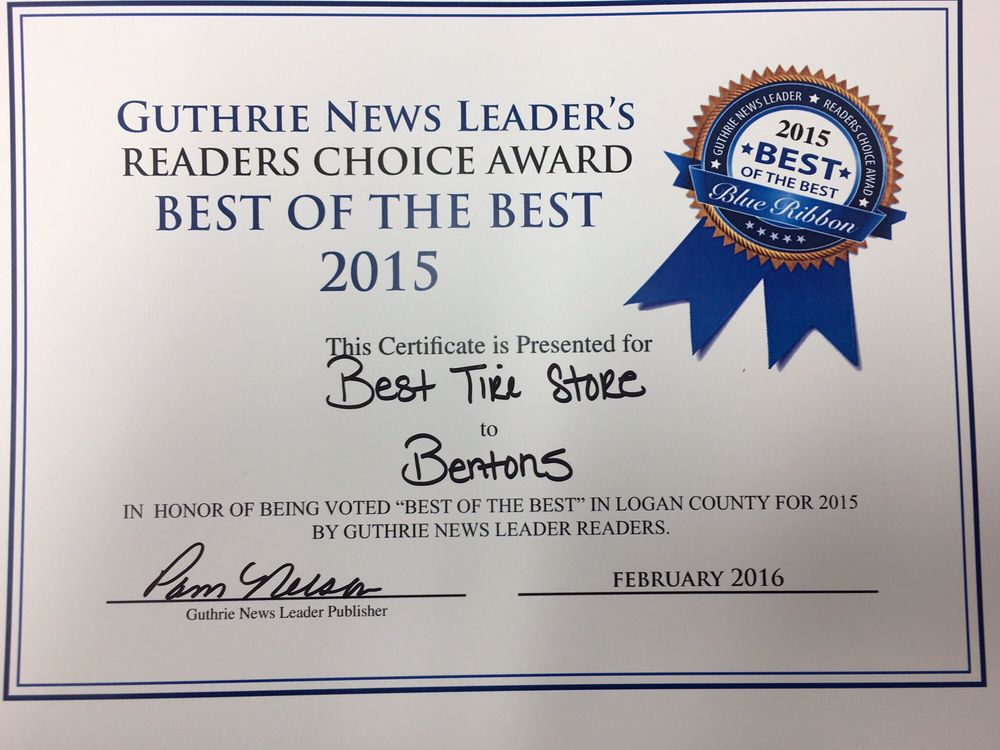 GUTHRIE NEWS LEADER'S
READERS CHOICE AWARD
BEST OF THE BEST
2015
GUTHRIE NEWS LEADER ★ READERS CHOICE AWAD
2015
★BEST★
OF THE BEST
Blue Ribbon
This Certificate is Presented for
Best Tire Store
to
Bentons
IN HONOR OF BEING VOTED “BEST OF THE BEST” IN LOGAN COUNTY FOR 2015
BY GUTHRIE NEWS LEADER READERS.
Pam Nelson
FEBRUARY 2016
Guthrie News Leader Publisher